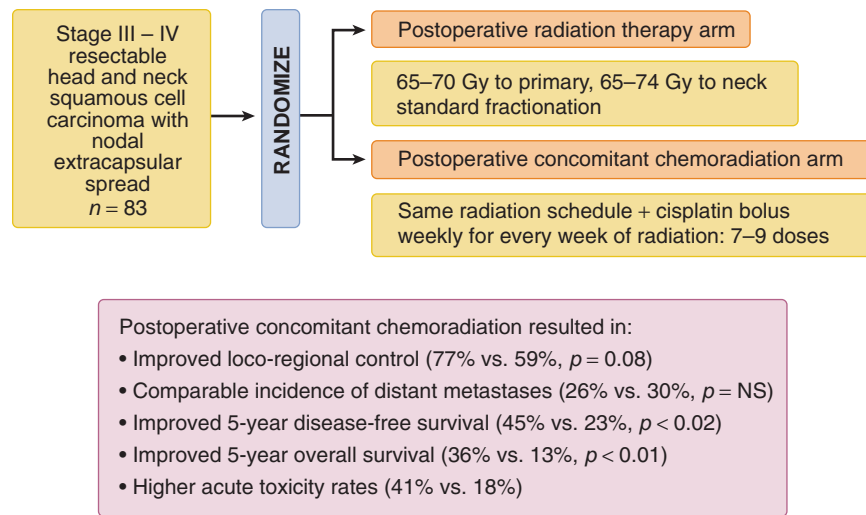 Stage III – IV
resectable
head and neck
squamous cell
carcinoma with
nodal
extracapsular
spread
n = 83
RANDOMIZE
Postoperative radiation therapy arm
65–70 Gy to primary, 65–74 Gy to neck
standard fractionation
Postoperative concomitant chemoradiation arm
Same radiation schedule + cisplatin bolus
weekly for every week of radiation: 7–9 doses
Postoperative concomitant chemoradiation resulted in:
• Improved loco-regional control (77% vs. 59%, p = 0.08)
• Comparable incidence of distant metastases (26% vs. 30%, p = NS)
• Improved 5-year disease-free survival (45% vs. 23%, p < 0.02)
• Improved 5-year overall survival (36% vs. 13%, p < 0.01)
• Higher acute toxicity rates (41% vs. 18%)